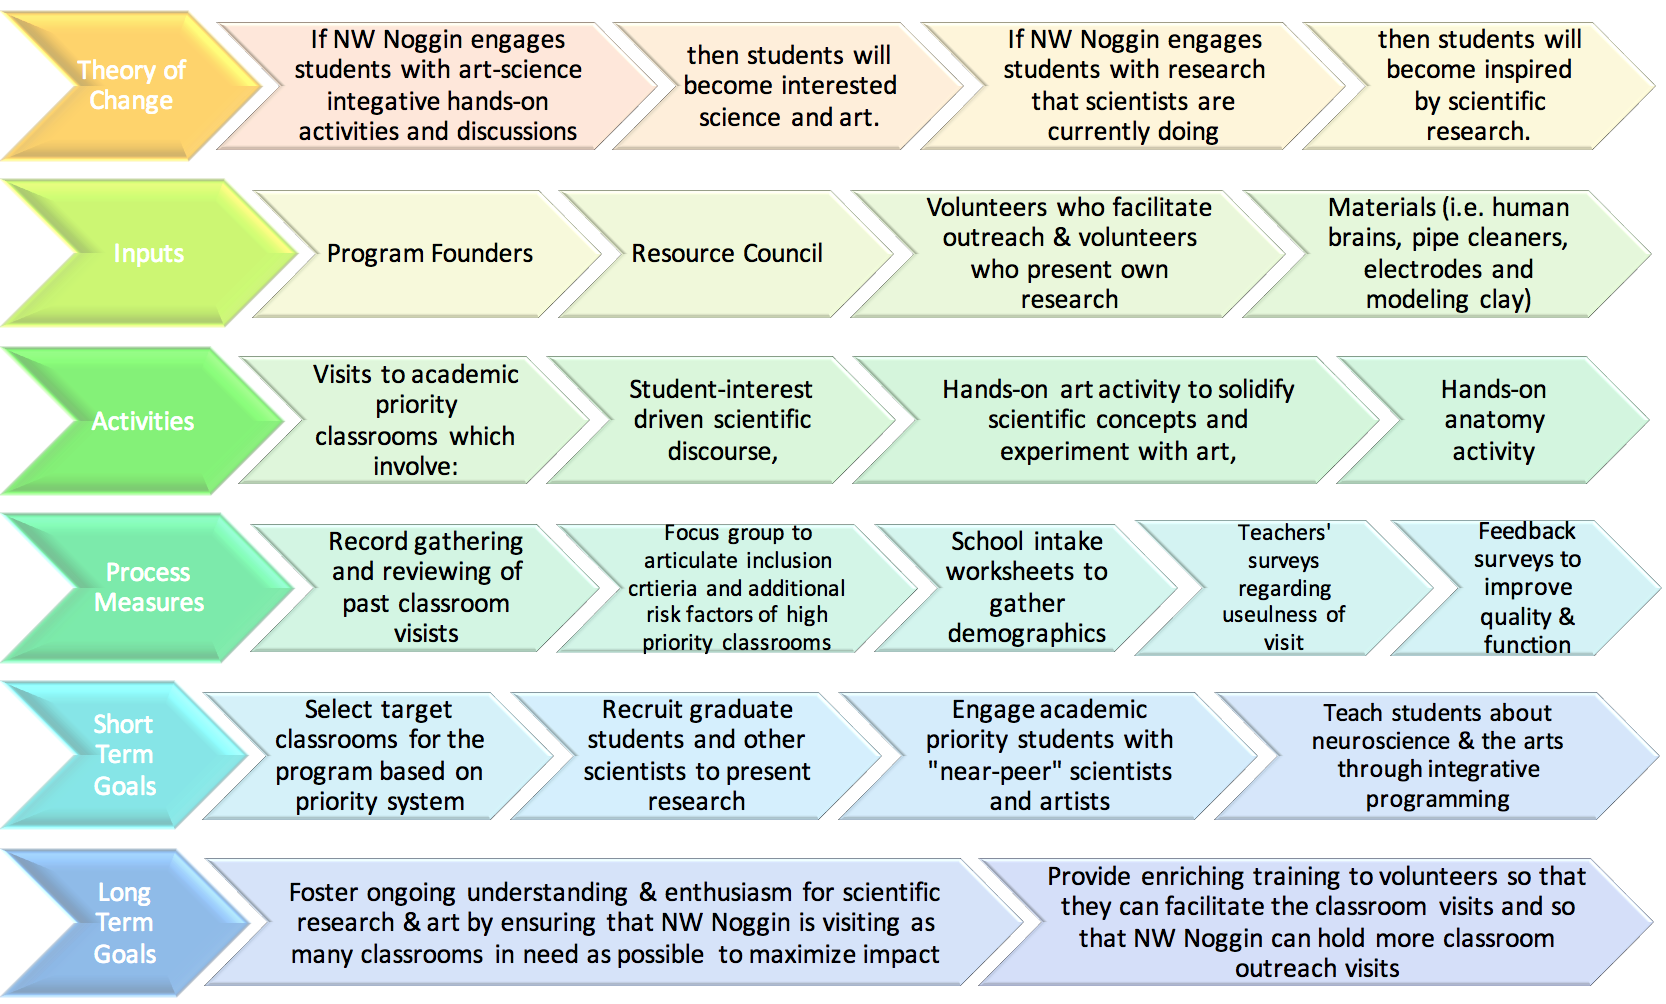 Theory of
Change
If NW Noggin engages
students with art-science
integative hands-on
activities and discussions
then students will
become interested
science and art.
If NW Noggin engages
students with research
that scientists are
currently doing
then students will
become inspired
by scientific
research.
Inputs
Program Founders
Resource Council
Volunteers who facilitate
outreach & volunteers
who present own
research
Materials (i.e. human
brains, pipe cleaners,
electrodes and
modeling clay)
Activities
Visits to academic
priority
classrooms which
involve:
Student-interest
driven scientific
discourse,
Hands-on art activity to solidify
scientific concepts and
experiment with art,
Hands-on
anatomy
activity
Process
Measures
Record gathering
and reviewing of
past classroom
visists
Focus group to
articulate inclusion
crtieria and additional
risk factors of high
priority classrooms
School intake
worksheets to
gather
demographics
Teachers'
surveys
regarding
useulness of
visit
Feedback
surveys to
improve
quality &
function
Short
Term
Goals
Select target
classrooms for the
program based on
priority system
Recruit graduate
students and other
scientists to present
research
Engage academic
priority students with
"near-peer" scientists
and artists
Teach students about
neuroscience & the arts
through integrative
programming
Long
Term
Goals
Foster ongoing understanding & enthusiasm for scientific
research & art by ensuring that NW Noggin is visiting as
many classrooms in need as possible to maximize impact
Provide enriching training to volunteers so that
they can facilitate the classroom visits and so
that NW Noggin can hold more classroom
outreach visits